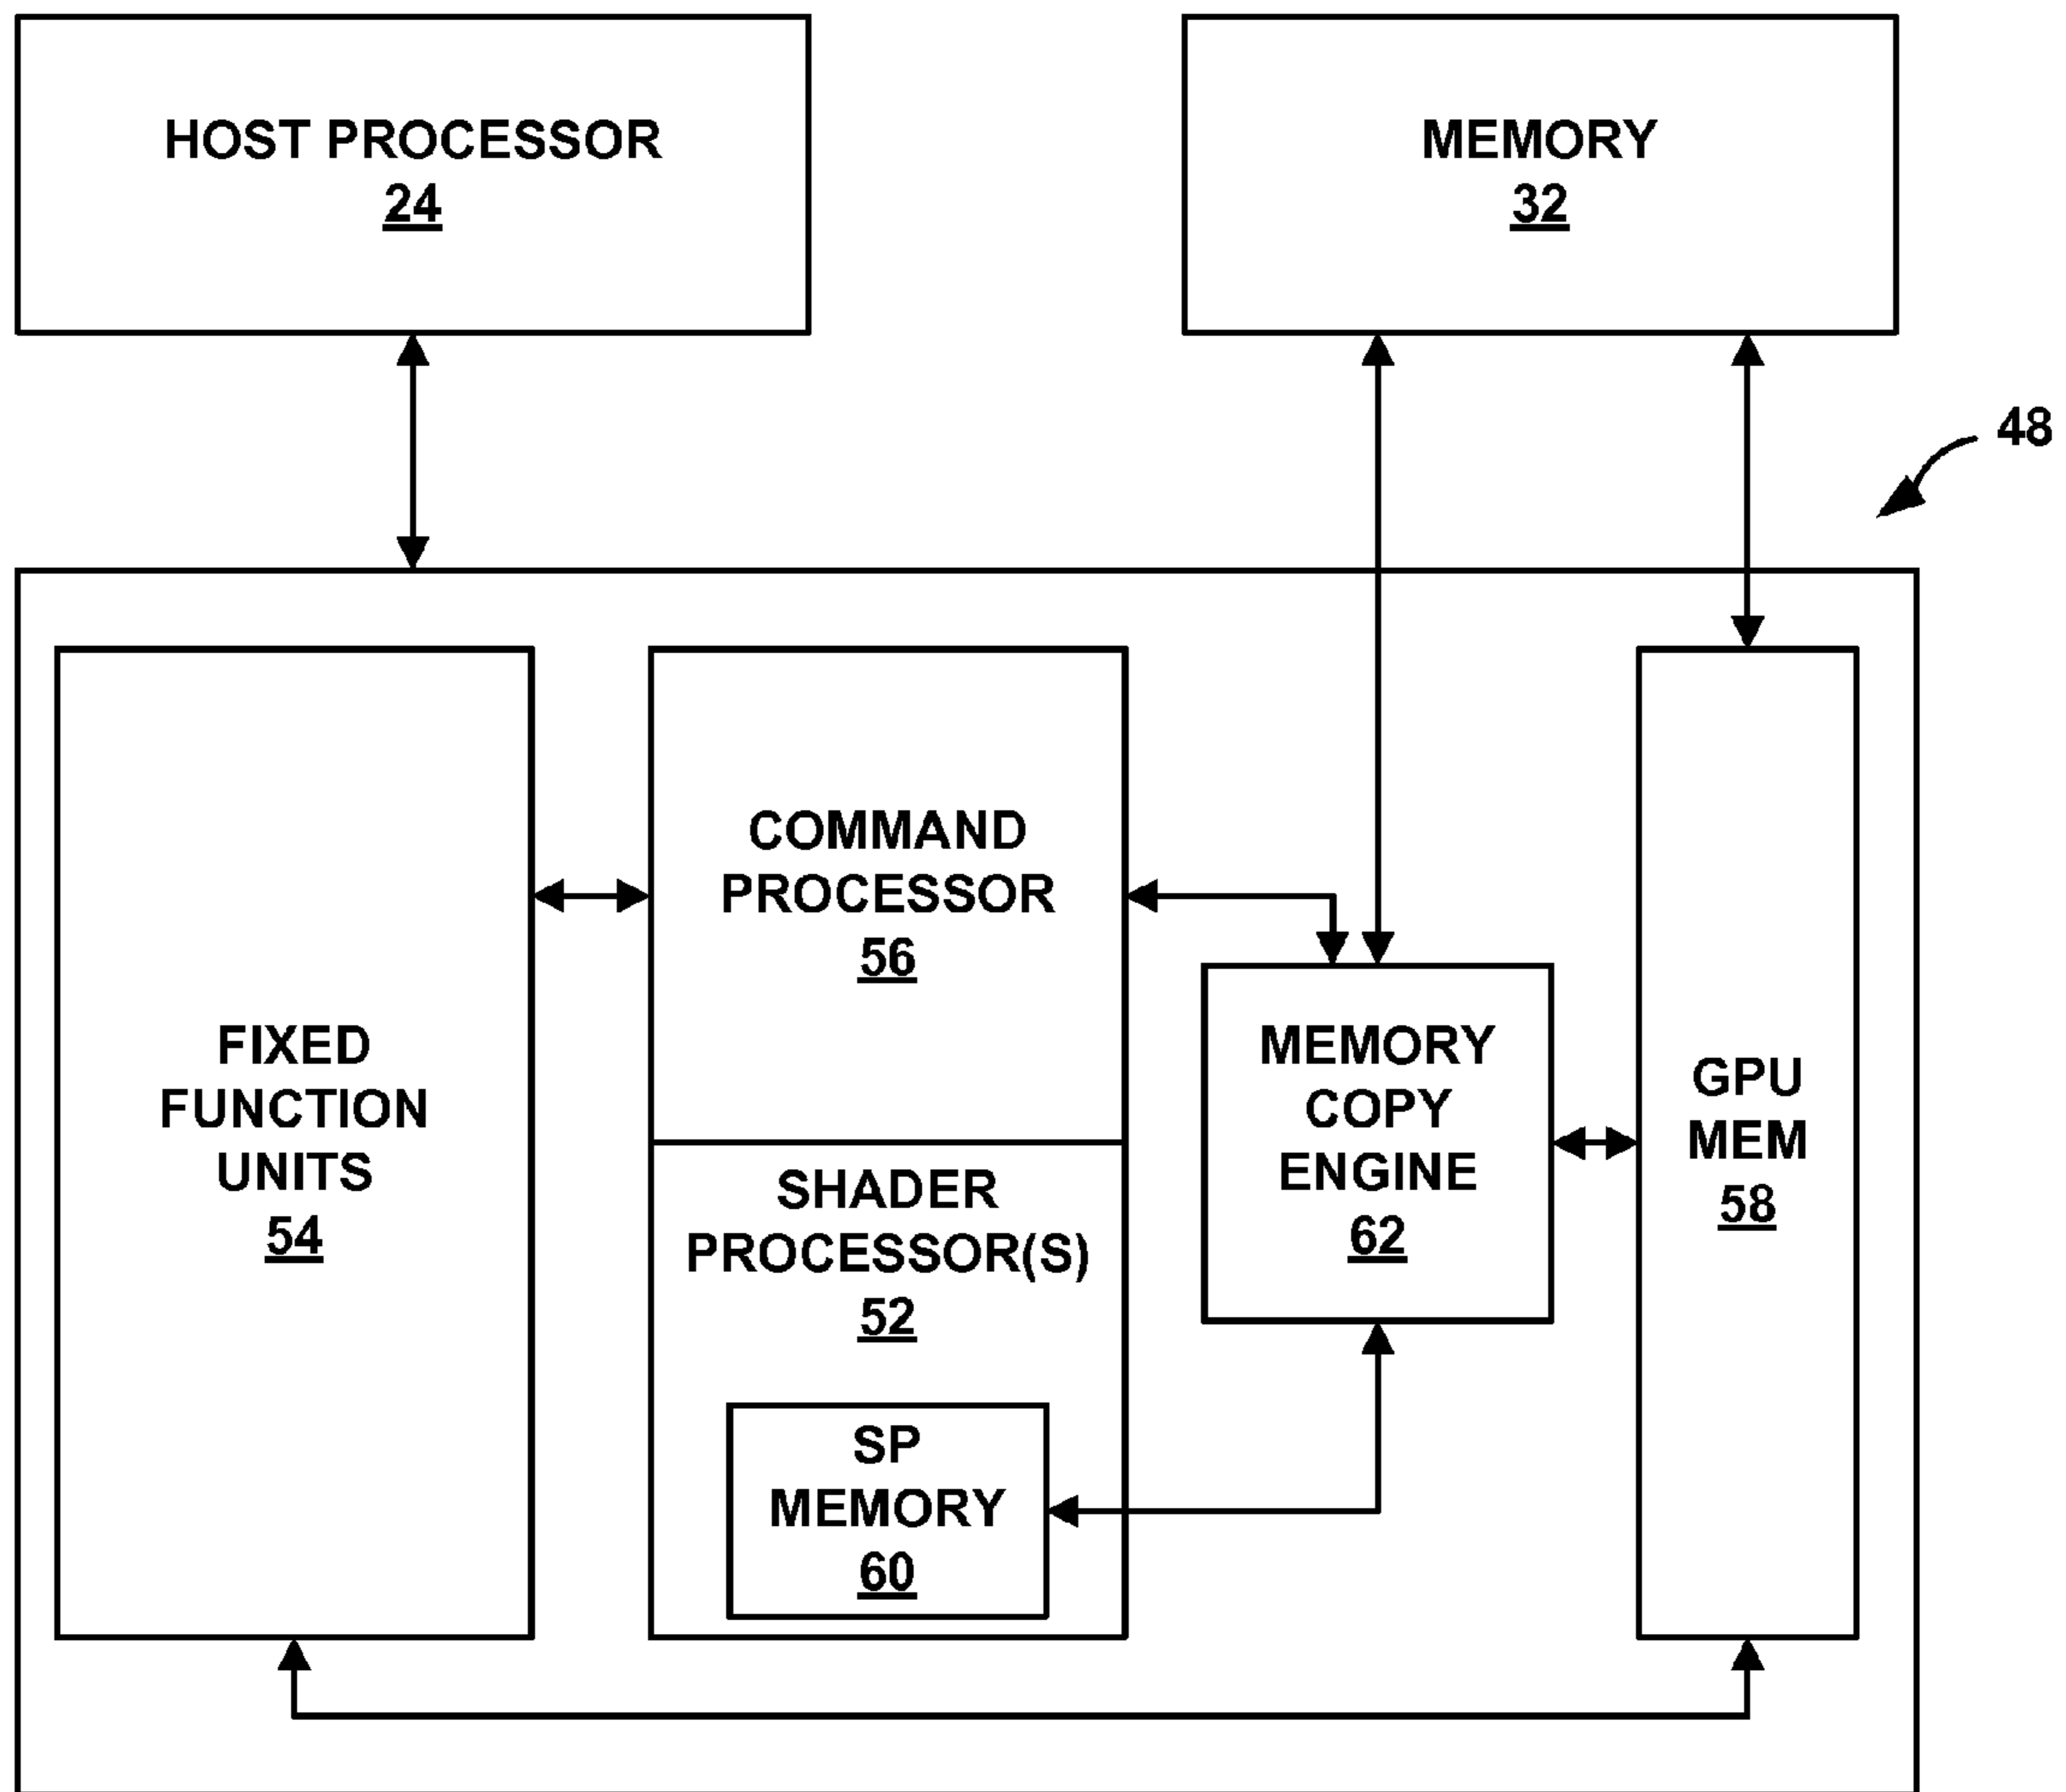 HOST PROCESSOR
24
MEMORY
32
48
FIXED
FUNCTION
UNITS
54
COMMAND
PROCESSOR
56
SHADER
PROCESSOR(S)
52
SP
MEMORY
60
MEMORY
COPY
ENGINE
62
GPU
MEM
58